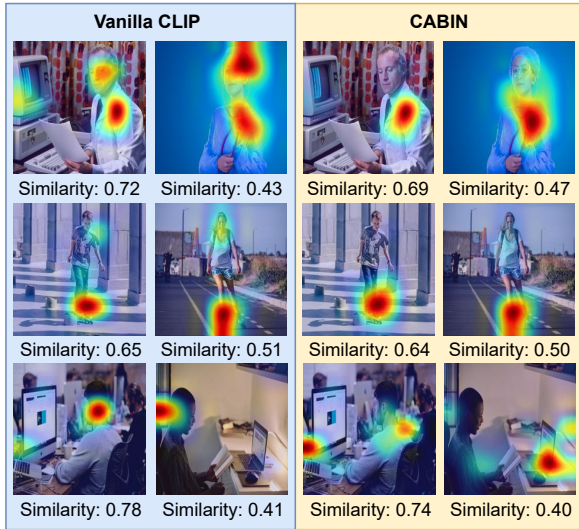 Vanilla CLIP CABIN
Similarity: 0.72 Similarity: 0.43 Similarity: 0.69 Similarity: 0.47
Similarity: 0.65 Similarity: 0.51 Similarity: 0.64 Similarity: 0.50
Similarity: 0.78 Similarity: 0.41 Similarity: 0.74 Similarity: 0.40